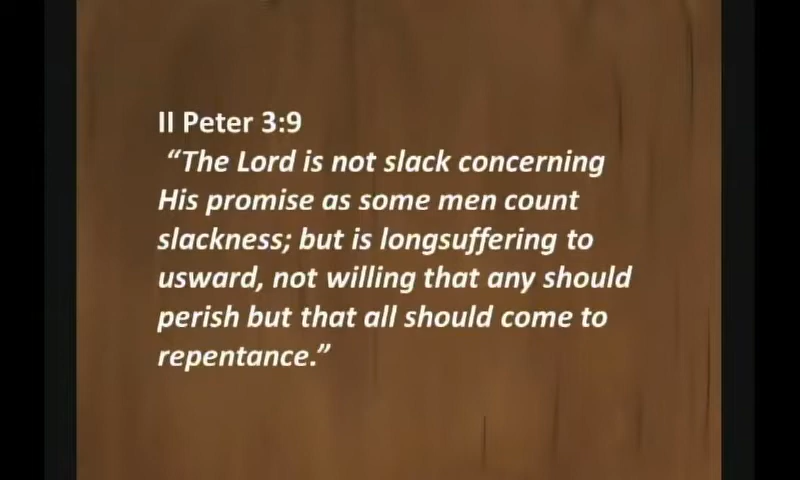 II Peter 3:9
“The Lord is not slack concerning
His promise as some men count
slackness; but is longsuffering to
usward, not willing that any should
perish but that all should come to
repentance.”